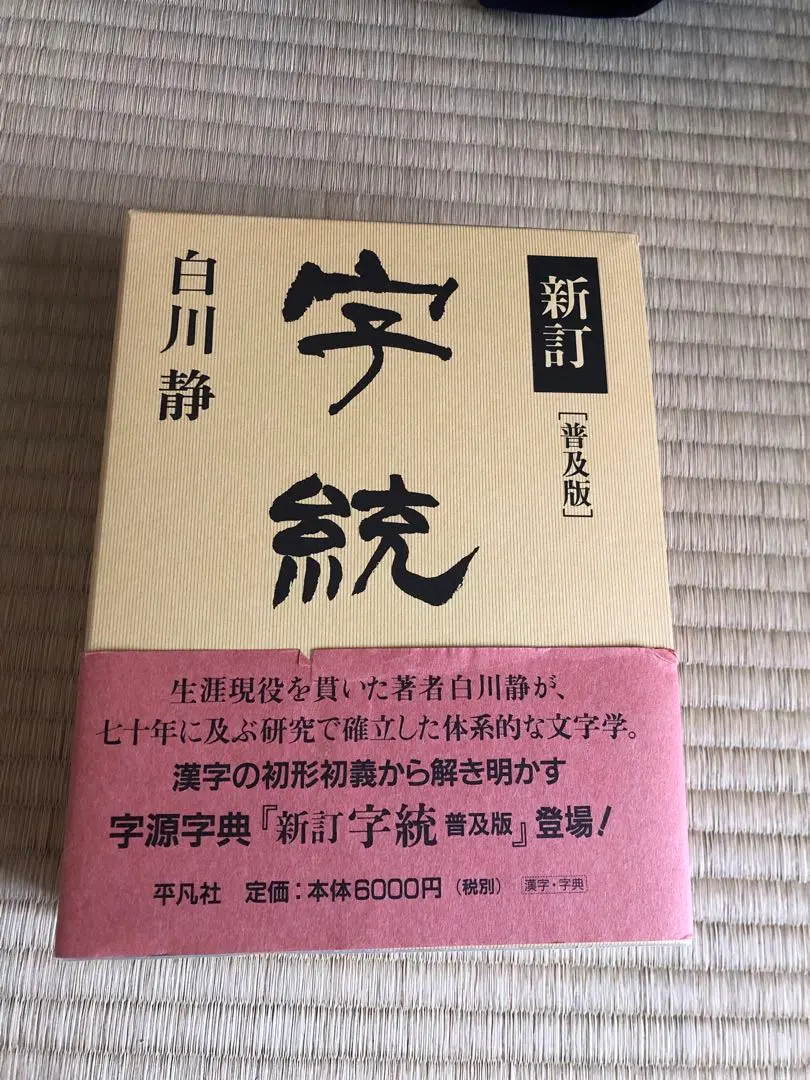 新訂
[普及版]
字統
白川静
生涯現役を貫いた著者白川静が、
七十年に及ぶ研究で確立した体系的な文字学。
漢字の初形初義から解き明かす
字源字典『新訂 字統 普及版』登場!
平凡社 定価:本体6000円(税別) 漢字・字典